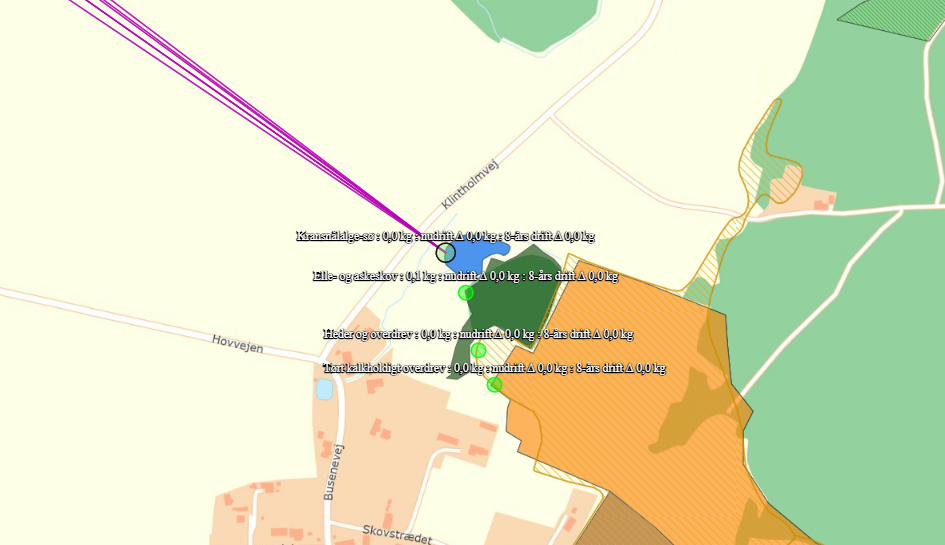 Klintholmvej
Kransnålalge-sø : 0,0 kg : nudrift Δ 0,0 kg : 8-års drift Δ 0,0 kg
Elle- og askeskov : 0,1 kg : nudrift Δ 0,0 kg : 8-års drift Δ 0,0 kg
Heder og overdrev : 0,0 kg : nudrift Δ 0,0 kg : 8-års drift Δ 0,0 kg
Hovvejen
Tørt kalkholdigt overdrev : 0,0 kg : nudrift Δ 0,0 kg : 8-års drift Δ 0,0 kg
Busenevej
Skovstrædet